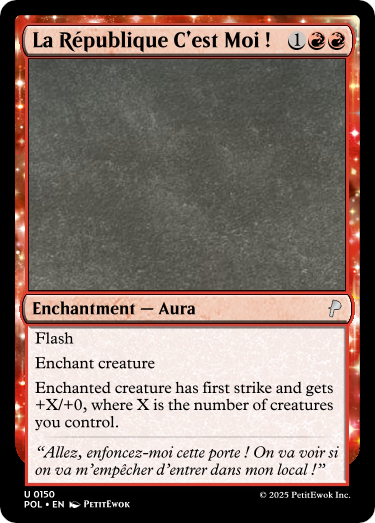 La République C'est Moi ! 1
Enchantment — Aura
Flash
Enchant creature
Enchanted creature has first strike and gets
+X/+0, where X is the number of creatures
you control.
“Allez, enfoncez-moi cette porte ! On va voir si
on va m'empêcher d'entrer dans mon local !”
U 0150
POL • EN PetitEwok
© 2025 PetitEwok Inc.